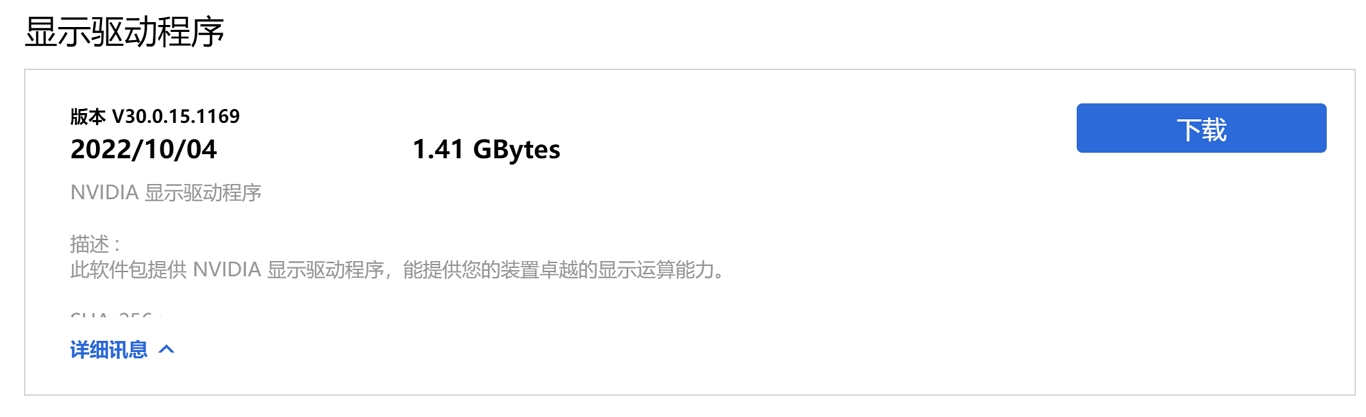 显示驱动程序
版本 V30.0.15.1169
下载
2022/10/04 1.41 GBytes
NVIDIA 显示驱动程序
描述 :
此软件包提供 NVIDIA 显示驱动程序，能提供您的装置卓越的显示运算能力。
详细讯息